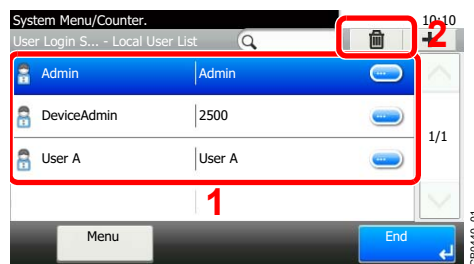 System Menu/Counter. 10:10
User Login S... - Local User List
2
Admin Admin
DeviceAdmin 2500
1/1
User A User A
1
Menu End